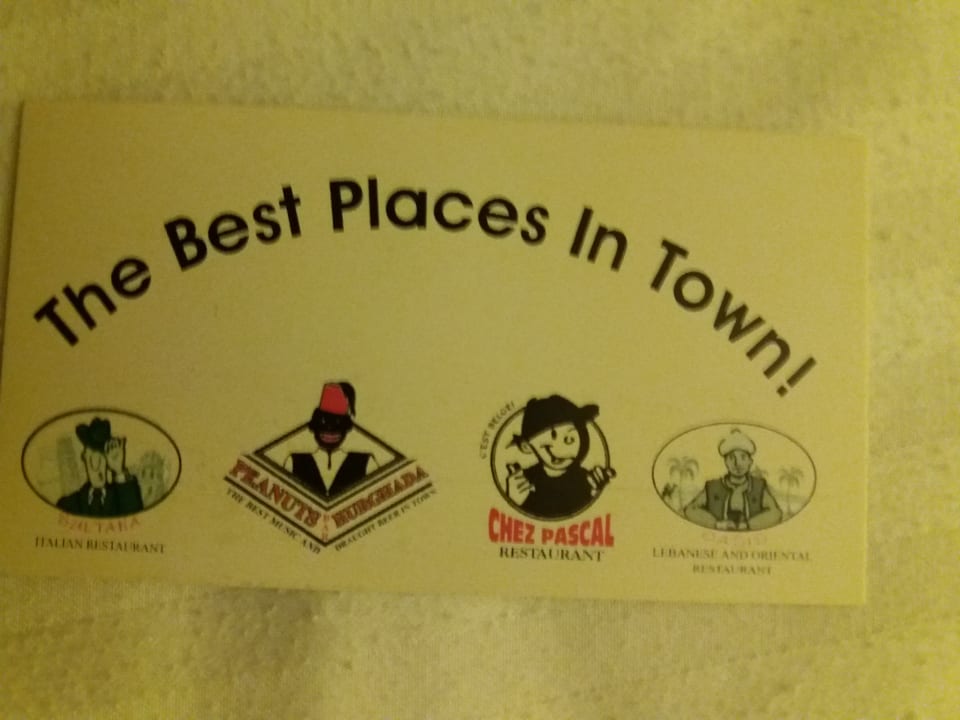 The Best Places In Town!
ITALIAN RESTAURANT
PEANUTS BAR HURGHADA
THE BEST MUSIC AND DRAUGHT BEER IN TOWN
C'EST BELGE!
CHEZ PASCAL
RESTAURANT
LEBANESE AND ORIENTAL
RESTAURANT